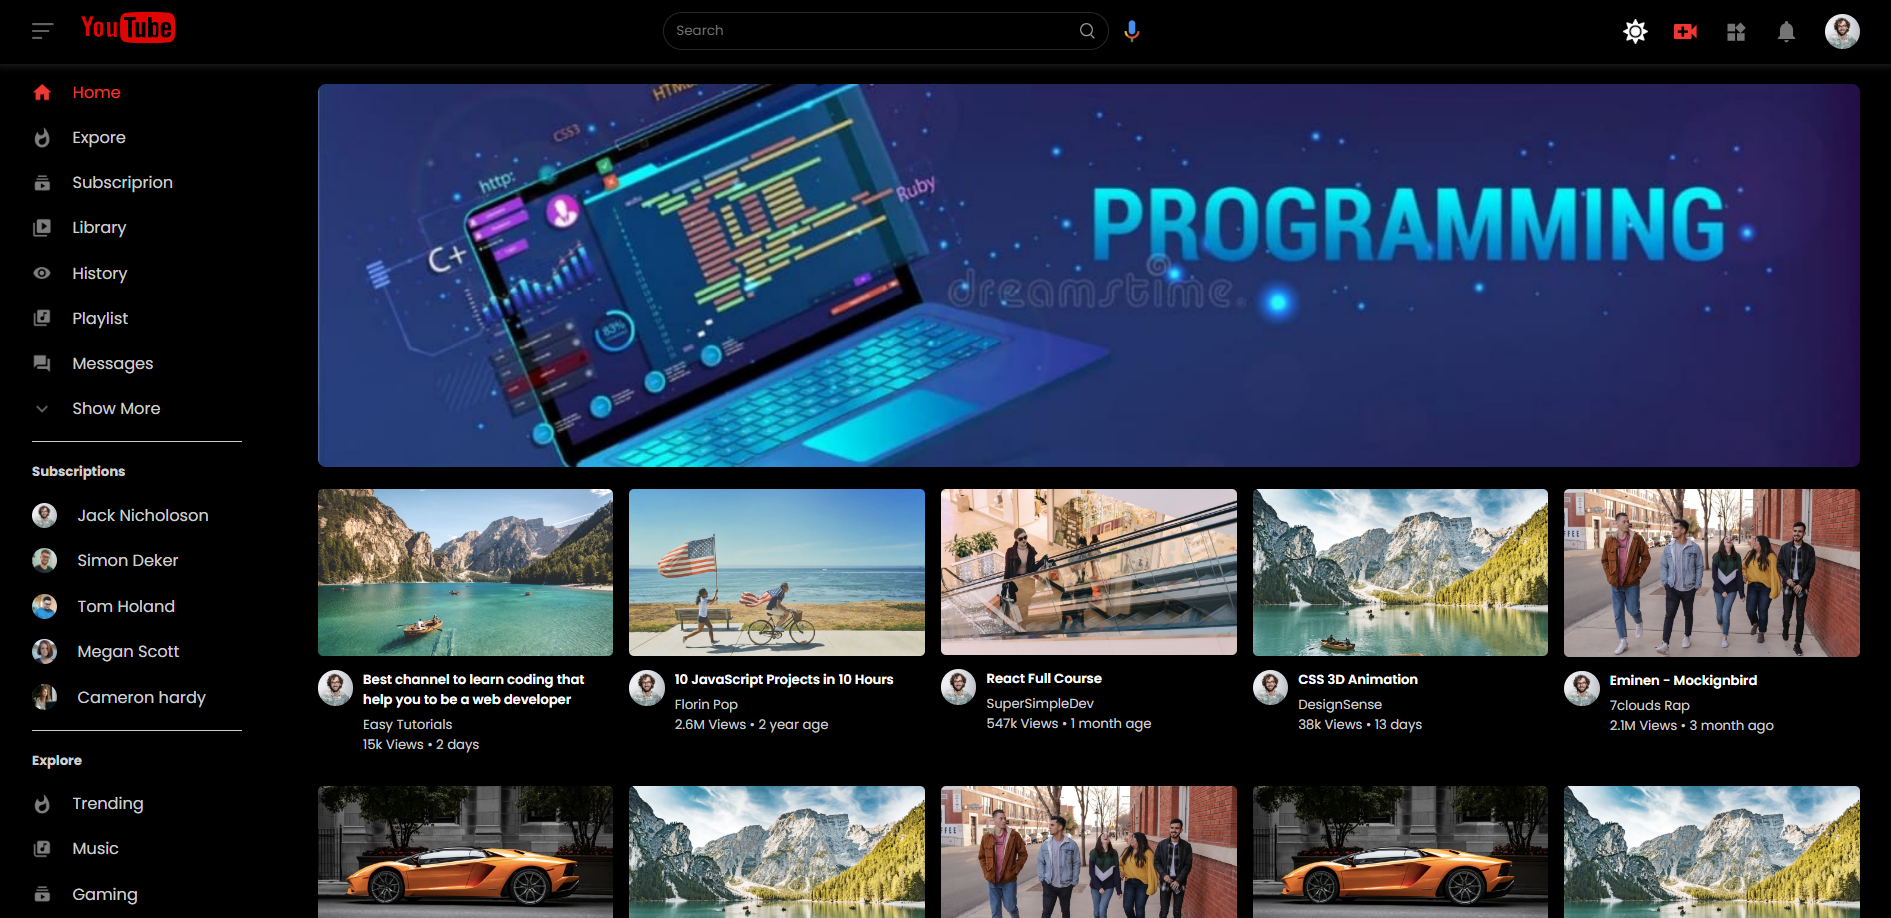 YouTube
Search
Home
Expore
Subscriprion
Library
History
Playlist
Messages
Show More
Subscriptions
Jack Nicholoson
Simon Deker
Tom Holand
Megan Scott
Cameron hardy
Explore
Trending
Music
Gaming
CSS3
http:
Ruby
C++
83%
PROGRAMMING
dreamstime.
Best channel to learn coding that
help you to be a web developer
Easy Tutorials
15k Views • 2 days
10 JavaScript Projects in 10 Hours
Florin Pop
2.6M Views • 2 year ago
React Full Course
SuperSimpleDev
547k Views • 1 month ago
CSS 3D Animation
DesignSense
38k Views • 13 days
Eminen - Mockignbird
7clouds Rap
2.1M Views • 3 month ago